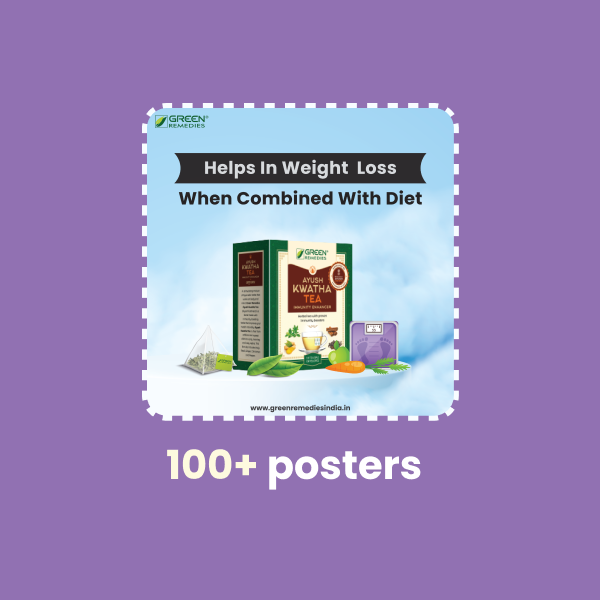 GREEN®
REMEDIES
Helps In Weight Loss
When Combined With Diet
GREEN
REMEDIES
AYUSH
KWATHA
TEA
IMMUNITY ENHANCER
AYUSH
KWATHA
TEA
www.greenremediesindia.in
100+ posters